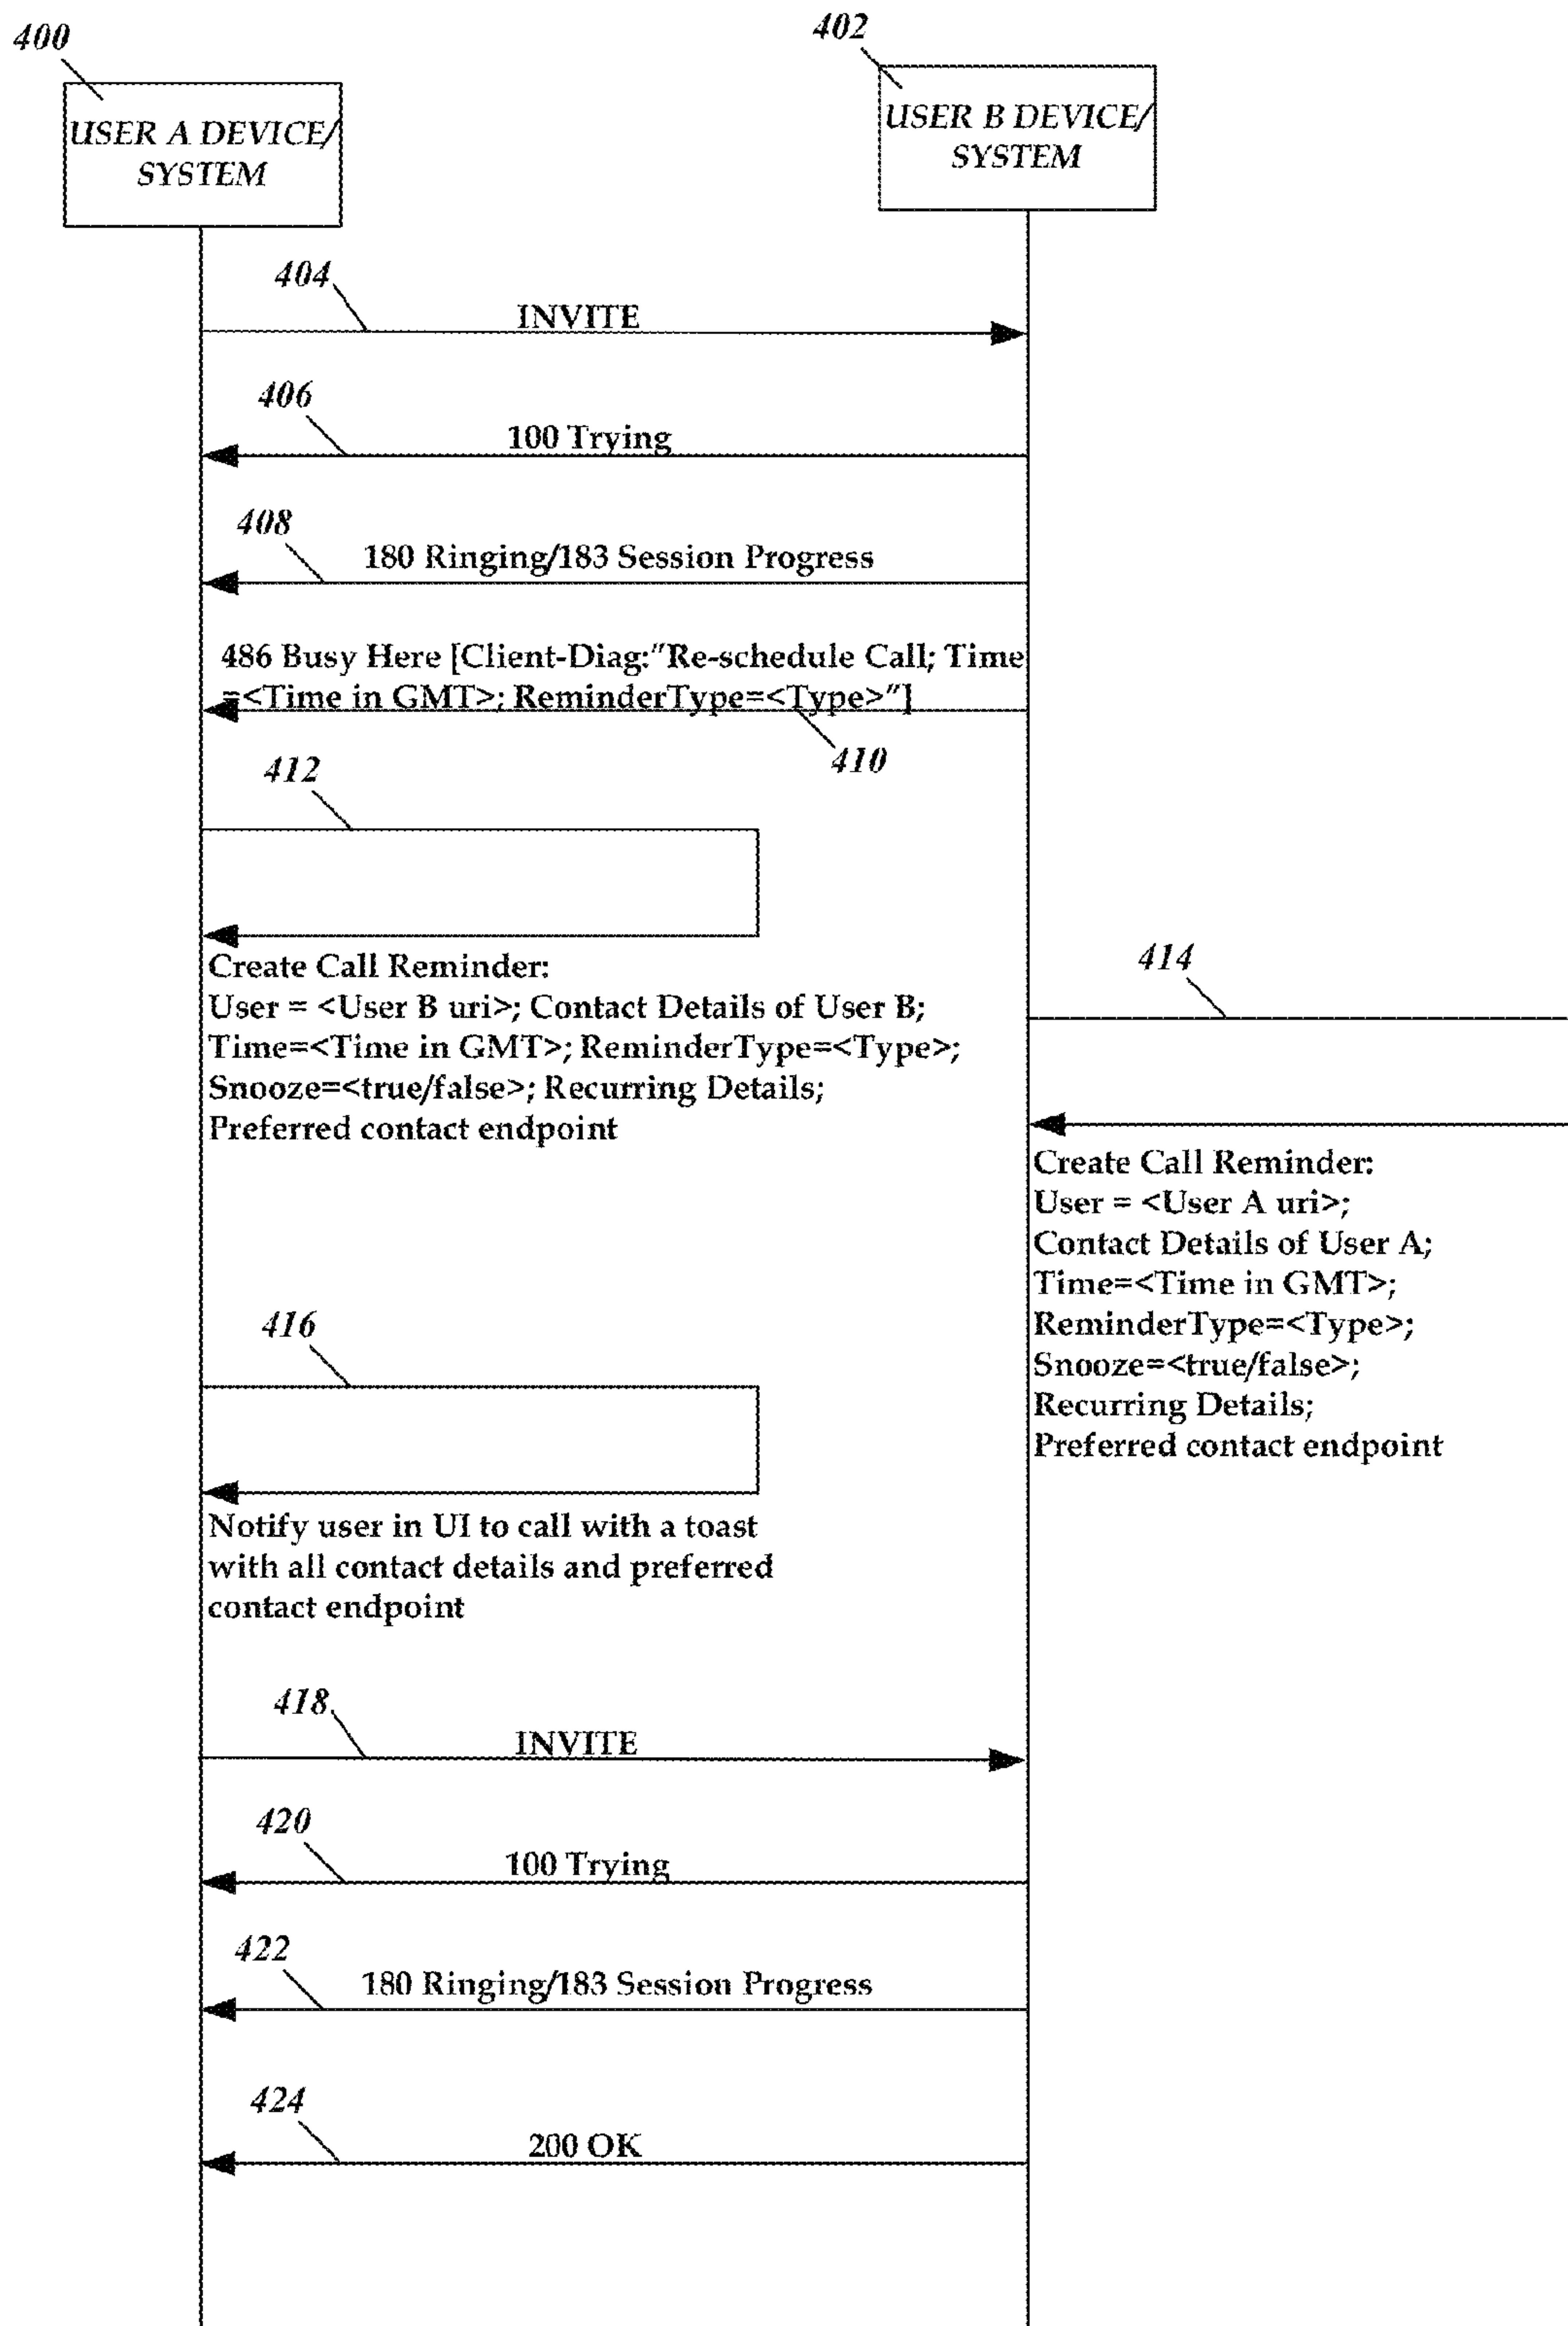 400
402
USER A DEVICE/
SYSTEM
USER B DEVICE/
SYSTEM
404
INVITE
406
100 Trying
408
180 Ringing/183 Session Progress
486 Busy Here [Client-Diag:"Re-schedule Call; Time
=<Time in GMT>; ReminderType=<Type>"]
410
412
Create Call Reminder:
User = <User B uri>; Contact Details of User B;
Time=<Time in GMT>; ReminderType=<Type>;
Snooze=<true/false>; Recurring Details;
Preferred contact endpoint
414
Create Call Reminder:
User = <User A uri>;
Contact Details of User A;
Time=<Time in GMT>;
ReminderType=<Type>;
Snooze=<true/false>;
Recurring Details;
Preferred contact endpoint
416
Notify user in UI to call with a toast
with all contact details and preferred
contact endpoint
418
INVITE
420
100 Trying
422
180 Ringing/183 Session Progress
424
200 OK